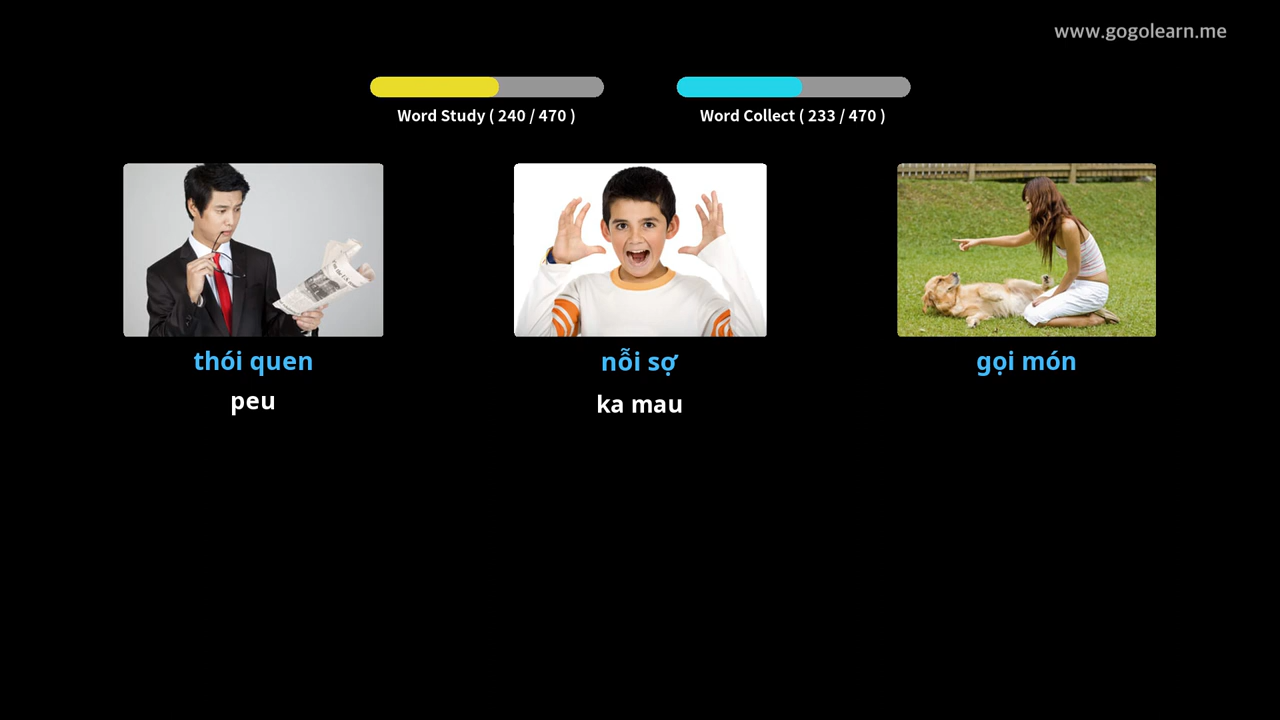 www.gogolearn.me
Word Study ( 240 / 470 )
Word Collect ( 233 / 470 )
thói quen
nỗi sợ
gọi món
peu
ka mau